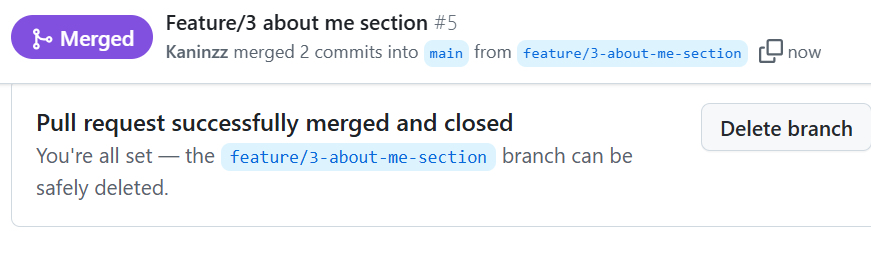 Merged
Feature/3 about me section #5
Kaninzz merged 2 commits into main from feature/3-about-me-section now
Pull request successfully merged and closed
You're all set — the feature/3-about-me-section branch can be
safely deleted.
Delete branch